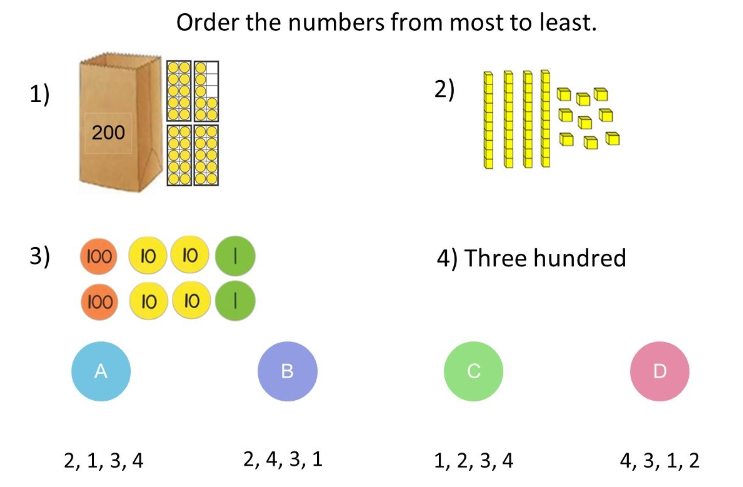 Order the numbers from most to least.
1)
200
2)
3)
100 10 10 1
100 10 10 1
4) Three hundred
A B C D
2, 1, 3, 4
2, 4, 3, 1
1, 2, 3, 4
4, 3, 1, 2